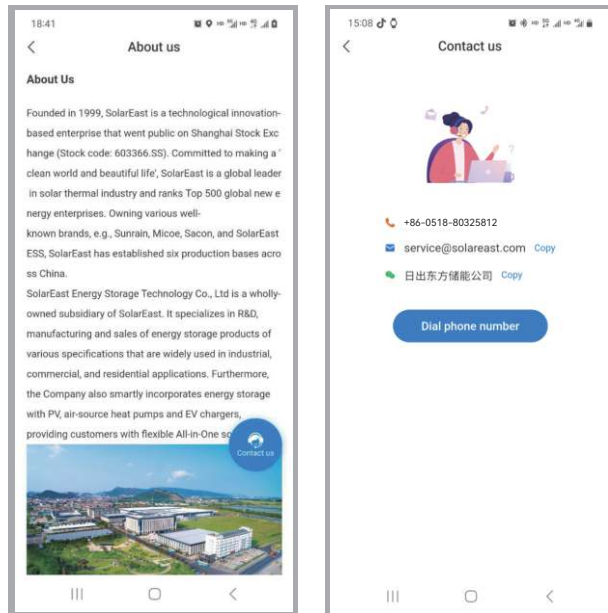 18:41
About us
About Us
Founded in 1999, SolarEast is a technological innovation-
based enterprise that went public on Shanghai Stock Exc
hange (Stock code: 603366.SS). Committed to making a '
clean world and beautiful life', SolarEast is a global leader
in solar thermal industry and ranks Top 500 global new e
nergy enterprises. Owning various well-
known brands, e.g., Sunrain, Micoe, Sacon, and SolarEast
ESS, SolarEast has established six production bases acro
ss China.
SolarEast Energy Storage Technology Co., Ltd is a wholly-
owned subsidiary of SolarEast. It specializes in R&D,
manufacturing and sales of energy storage products of
various specifications that are widely used in industrial,
commercial, and residential applications. Furthermore,
the Company also smartly incorporates energy storage
with PV, air-source heat pumps and EV chargers,
providing customers with flexible All-in-One
Contact us
15:08
Contact us
+86-0518-80325812
service@solareast.com Copy
日出东方储能公司 Copy
Dial phone number